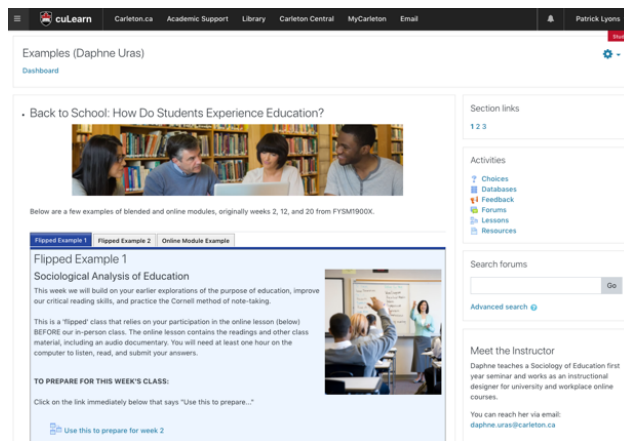 cuLearn Carleton.ca Academic Support Library Carleton Central MyCarleton Email Patrick Lyons
Examples (Daphne Uras)
Dashboard
Back to School: How Do Students Experience Education?
Below are a few examples of blended and online modules, originally weeks 2, 12, and 20 from FYSM1900X.
Flipped Example 1 Flipped Example 2 Online Module Example
Flipped Example 1
Sociological Analysis of Education
This week we will build on your earlier explorations of the purpose of education, improve
our critical reading skills, and practice the Cornell method of note-taking.
This is a 'flipped' class that relies on your participation in the online lesson (below)
BEFORE our in-person class. The online lesson contains the readings and other class
material, including an audio documentary. You will need at least one hour on the
computer to listen, read, and submit your answers.
TO PREPARE FOR THIS WEEK'S CLASS:
Click on the link immediately below that says "Use this to prepare..."
Use this to prepare for week 2
Section links
1 2 3
Activities
Choices
Databases
Feedback
Forums
Lessons
Resources
Search forums
Go
Advanced search
Meet the Instructor
Daphne teaches a Sociology of Education first
year seminar and works as an instructional
designer for university and workplace online
courses.
You can reach her via email:
daphne.uras@carleton.ca